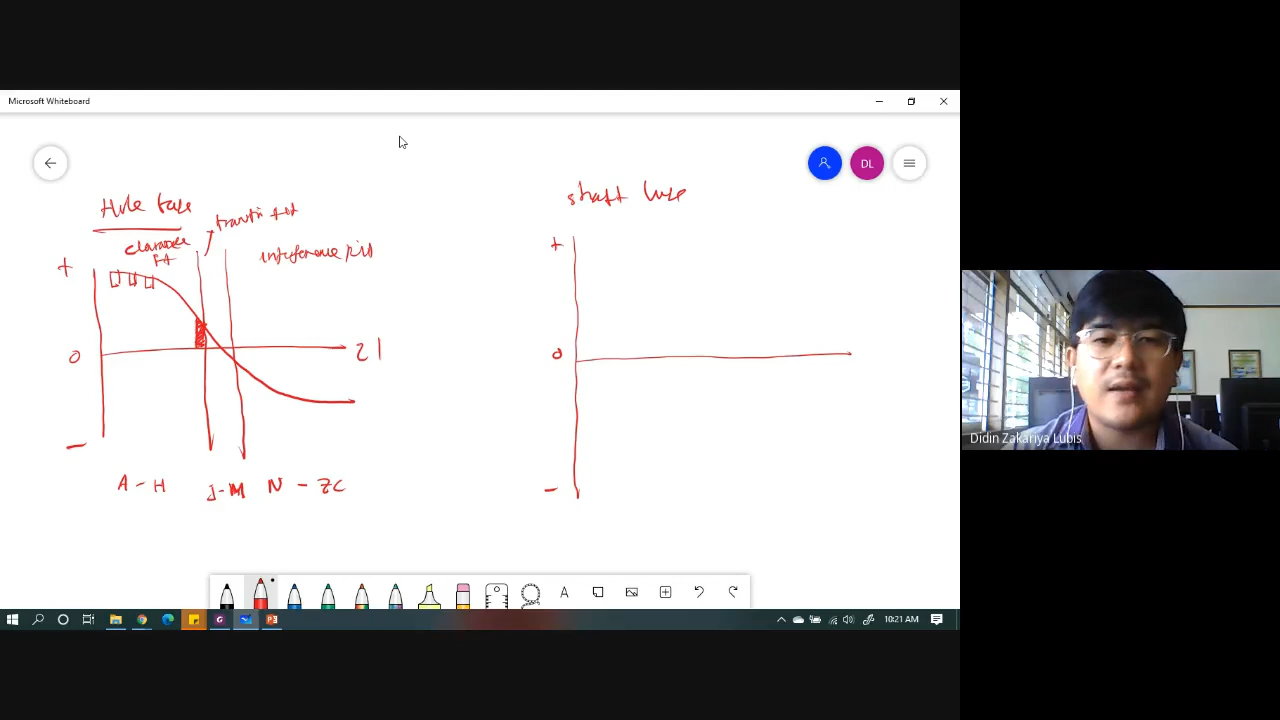 Microsoft Whiteboard
DL
Hole base
transition fit
clearance
fit
interference fit
+
0
-
A - H
J-M
N - ZC
shaft base
+
0
-
A
Didin Zakariya Lubis
10:21 AM